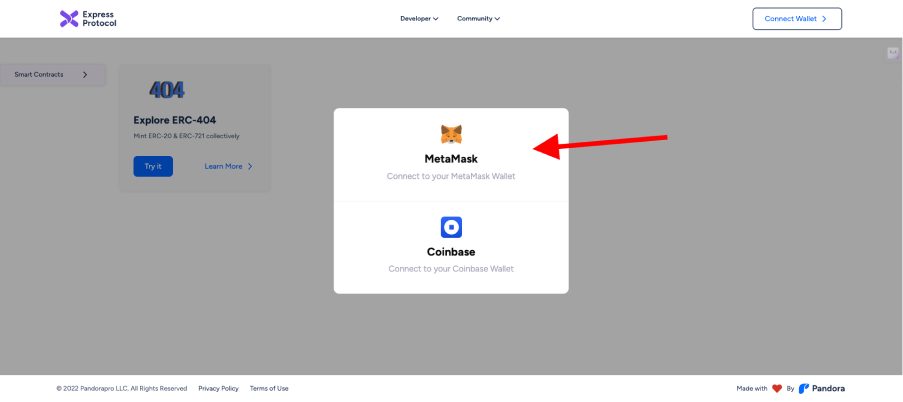 Express
Protocol
Developer
Community
Connect Wallet
Smart Contracts
404
Explore ERC-404
Mint ERC-20 & ERC-721 collectively
Try it
Learn More
MetaMask
Connect to your MetaMask Wallet
Coinbase
Connect to your Coinbase Wallet
© 2022 Pandorapro LLC. All Rights Reserved Privacy Policy Terms of Use
Made with By Pandora